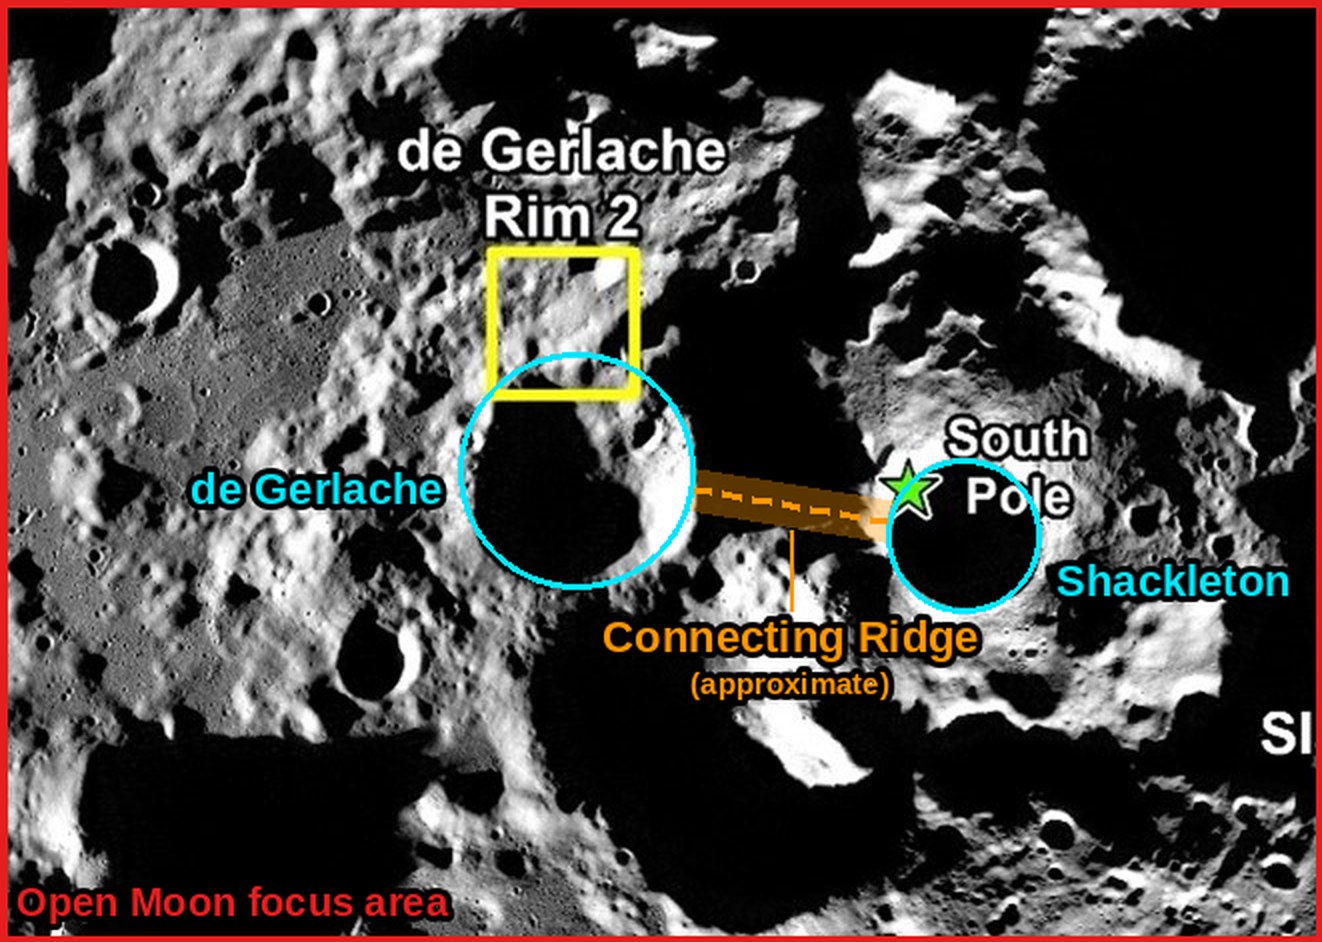 de Gerlache
Rim 2
South
Pole
de Gerlache
Shackleton
Connecting Ridge
(approximate)
Open Moon focus area